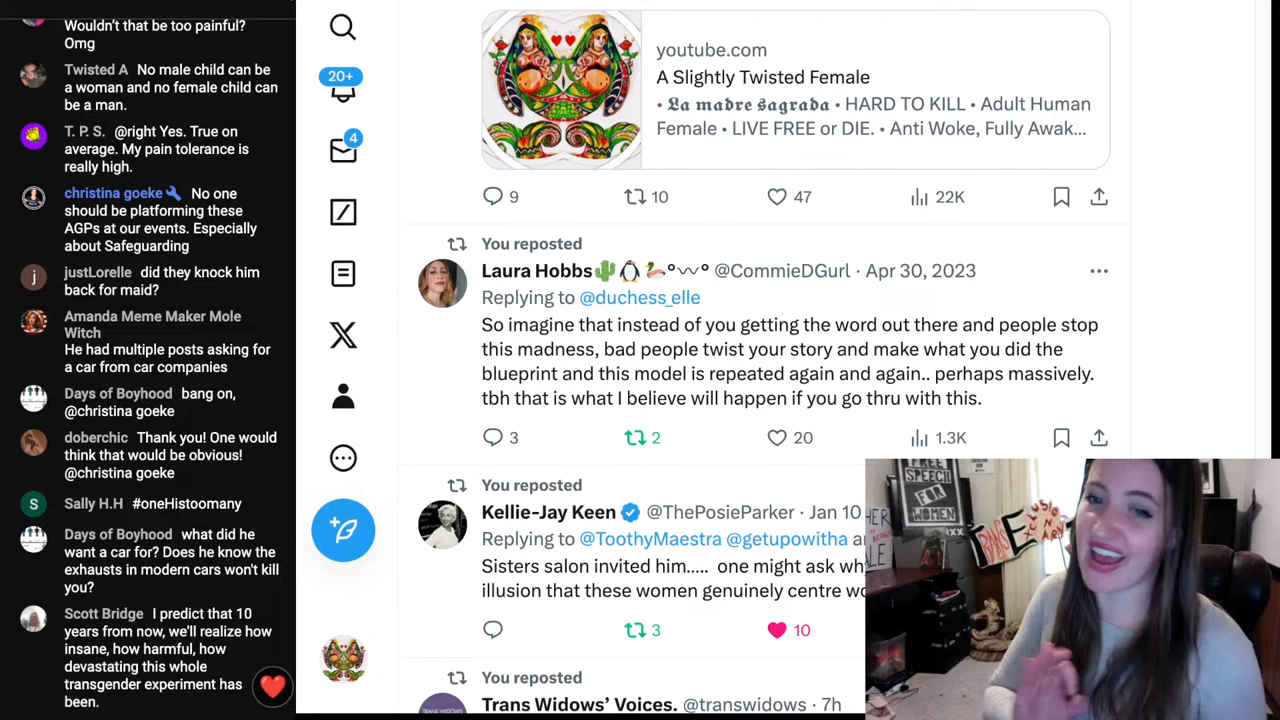 Wouldn't that be too painful?
Omg
Twisted A No male child can be
a woman and no female child can
be a man.
T. P. S. @right Yes. True on
average. My pain tolerance is
really high.
christina goeke No one
should be platforming these
AGPs at our events. Especially
about Safeguarding
justLorelle did they knock him
back for maid?
Amanda Meme Maker Mole
Witch
He had multiple posts asking for
a car from car companies
Days of Boyhood bang on,
@christina goeke
doberchic Thank you! One would
think that would be obvious!
@christina goeke
S
Sally H.H #oneHistoomany
Days of Boyhood what did he
want a car for? Does he know the
exhausts in modern cars won't kill
you?
Scott Bridge I predict that 10
years from now, we'll realize how
insane, how harmful, how
devastating this whole
transgender experiment has
been.
j
20+
4
youtube.com
A Slightly Twisted Female
• 𝕷𝖆 𝖒𝖆𝖉𝖗𝖊 𝖘𝖆𝖌𝖗𝖆𝖉𝖆 • HARD TO KILL • Adult Human
Female • LIVE FREE or DIE. • Anti Woke, Fully Awak...
9 10 47 22K
You reposted
Laura Hobbs🌵🐧🦆°〰° @CommieDGurl · Apr 30, 2023
Replying to @duchess_elle
So imagine that instead of you getting the word out there and people stop
this madness, bad people twist your story and make what you did the
blueprint and this model is repeated again and again.. perhaps massively.
tbh that is what I believe will happen if you go thru with this.
3 2 20 1.3K
You reposted
Kellie-Jay Keen @ThePosieParker · Jan 10
Replying to @ToothyMaestra @getupowitha an
Sisters salon invited him..... one might ask wh
illusion that these women genuinely centre wo
3 10
You reposted
Trans Widows' Voices. @transwidows · 7h
TRANS WIDOWS'
FREE
SPEECH
FOR
WOMEN